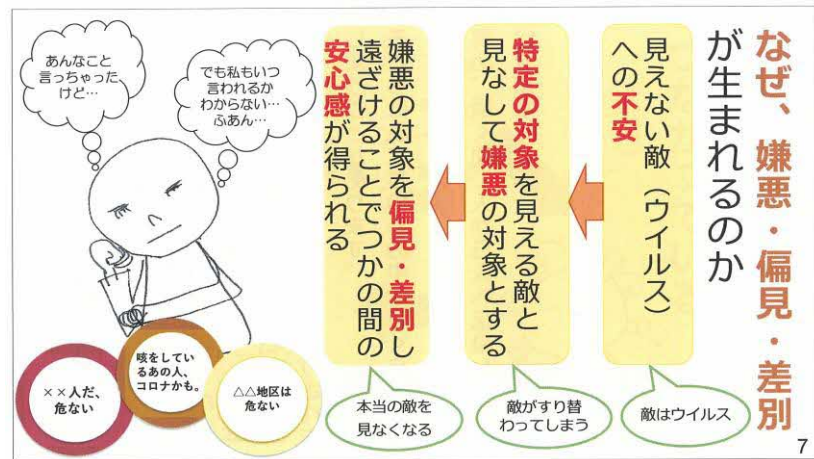 なぜ、嫌悪・偏見・差別
が生まれるのか
見えない敵（ウイルス）
への不安
特定の対象を見える敵と
見なして嫌悪の対象とする
嫌悪の対象を偏見・差別し
遠ざけることでつかの間の
安心感が得られる
敵はウイルス
敵がすり替
わってしまう
本当の敵を
見なくなる
でも私もいつ
言われるか
わからない…
ふあん…
あんなこと
言っちゃった
けど…
××人だ、
危ない
咳をしてい
るあの人、
コロナかも。
△△地区は
危ない
7